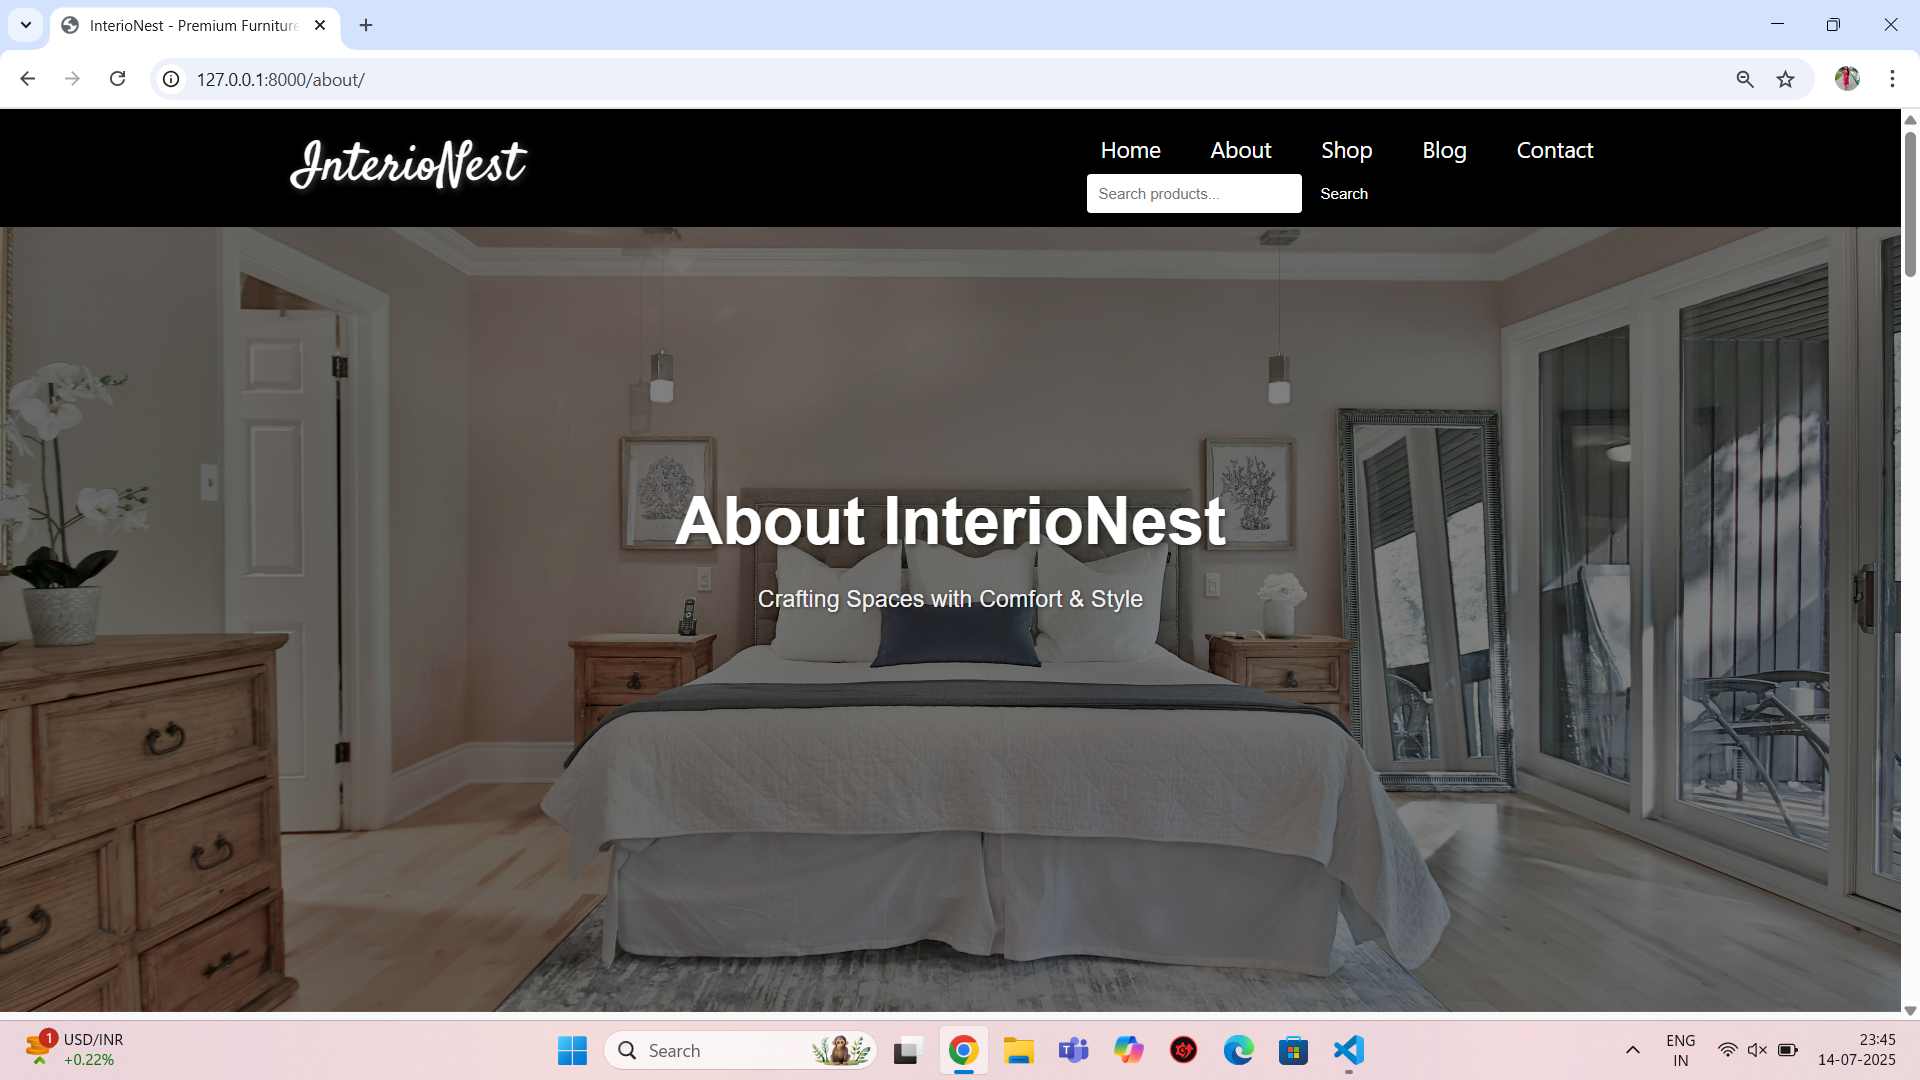 InterioNest - Premium Furniture
127.0.0.1:8000/about/
InterioNest
Home About Shop Blog Contact
Search products... Search
About InterioNest
Crafting Spaces with Comfort & Style
1 USD/INR
+0.22%
Search
ENG
IN
23:45
14-07-2025